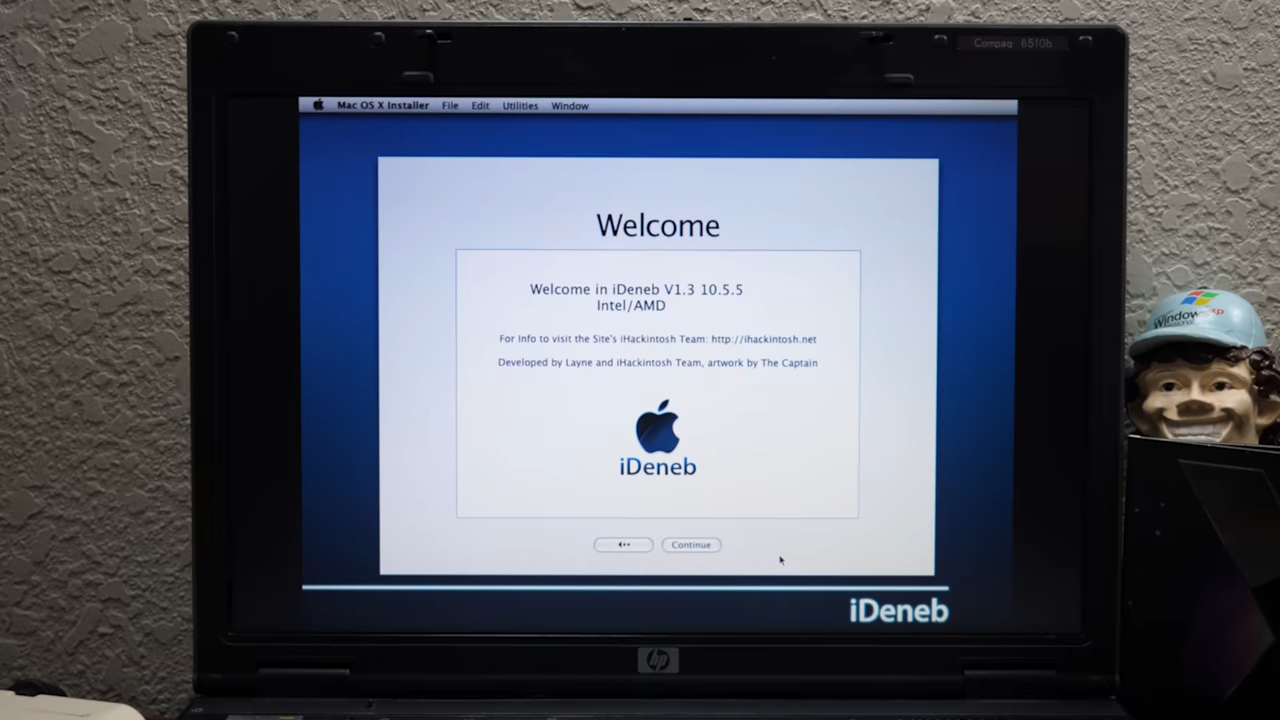 Compaq 6510b
Mac OS X Installer File Edit Utilities Window
Welcome
Welcome in iDeneb V1.3 10.5.5
Intel/AMD
For Info to visit the Site's iHackintosh Team: http://ihackintosh.net
Developed by Layne and iHackintosh Team, artwork by The Captain
iDeneb
Continue
iDeneb
hp
Windows xp